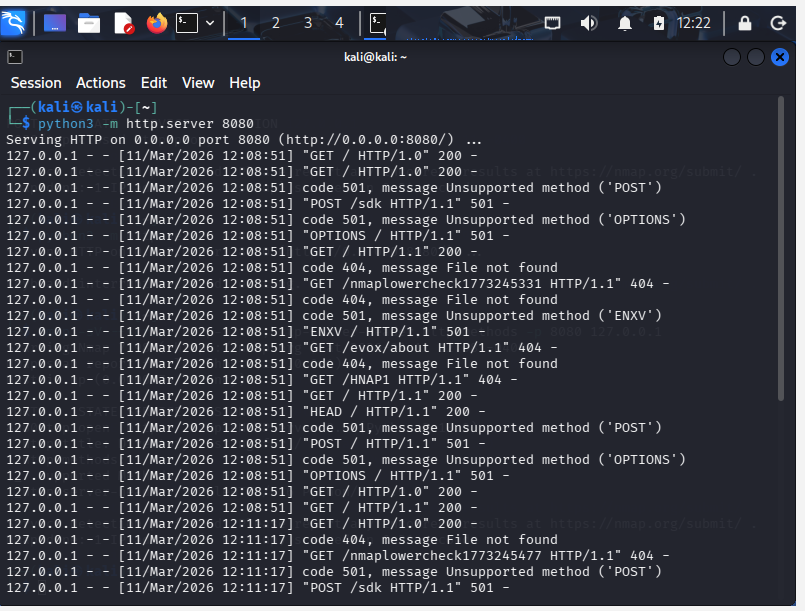 1 2 3 4 12:22
kali@kali: ~
Session Actions Edit View Help
┌──(kali㉿kali)-[~]
└─$ python3 -m http.server 8080
Serving HTTP on 0.0.0.0 port 8080 (http://0.0.0.0:8080/) ...
127.0.0.1 - - [11/Mar/2026 12:08:51] "GET / HTTP/1.0" 200 -
127.0.0.1 - - [11/Mar/2026 12:08:51] "GET / HTTP/1.0" 200 -
127.0.0.1 - - [11/Mar/2026 12:08:51] code 501, message Unsupported method ('POST')
127.0.0.1 - - [11/Mar/2026 12:08:51] "POST /sdk HTTP/1.1" 501 -
127.0.0.1 - - [11/Mar/2026 12:08:51] code 501, message Unsupported method ('OPTIONS')
127.0.0.1 - - [11/Mar/2026 12:08:51] "OPTIONS / HTTP/1.1" 501 -
127.0.0.1 - - [11/Mar/2026 12:08:51] "GET / HTTP/1.1" 200 -
127.0.0.1 - - [11/Mar/2026 12:08:51] code 404, message File not found
127.0.0.1 - - [11/Mar/2026 12:08:51] "GET /nmaplowercheck1773245331 HTTP/1.1" 404 -
127.0.0.1 - - [11/Mar/2026 12:08:51] code 404, message File not found
127.0.0.1 - - [11/Mar/2026 12:08:51] code 501, message Unsupported method ('ENXV')
127.0.0.1 - - [11/Mar/2026 12:08:51] "ENXV / HTTP/1.1" 501 -
127.0.0.1 - - [11/Mar/2026 12:08:51] "GET /evox/about HTTP/1.1" 404 -
127.0.0.1 - - [11/Mar/2026 12:08:51] code 404, message File not found
127.0.0.1 - - [11/Mar/2026 12:08:51] "GET /HNAP1 HTTP/1.1" 404 -
127.0.0.1 - - [11/Mar/2026 12:08:51] "GET / HTTP/1.1" 200 -
127.0.0.1 - - [11/Mar/2026 12:08:51] "HEAD / HTTP/1.1" 200 -
127.0.0.1 - - [11/Mar/2026 12:08:51] code 501, message Unsupported method ('POST')
127.0.0.1 - - [11/Mar/2026 12:08:51] "POST / HTTP/1.1" 501 -
127.0.0.1 - - [11/Mar/2026 12:08:51] code 501, message Unsupported method ('OPTIONS')
127.0.0.1 - - [11/Mar/2026 12:08:51] "OPTIONS / HTTP/1.1" 501 -
127.0.0.1 - - [11/Mar/2026 12:08:51] "GET / HTTP/1.0" 200 -
127.0.0.1 - - [11/Mar/2026 12:08:51] "GET / HTTP/1.1" 200 -
127.0.0.1 - - [11/Mar/2026 12:11:17] "GET / HTTP/1.0" 200 -
127.0.0.1 - - [11/Mar/2026 12:11:17] code 404, message File not found
127.0.0.1 - - [11/Mar/2026 12:11:17] "GET /nmaplowercheck1773245477 HTTP/1.1" 404 -
127.0.0.1 - - [11/Mar/2026 12:11:17] code 501, message Unsupported method ('POST')
127.0.0.1 - - [11/Mar/2026 12:11:17] "POST /sdk HTTP/1.1" 501 -